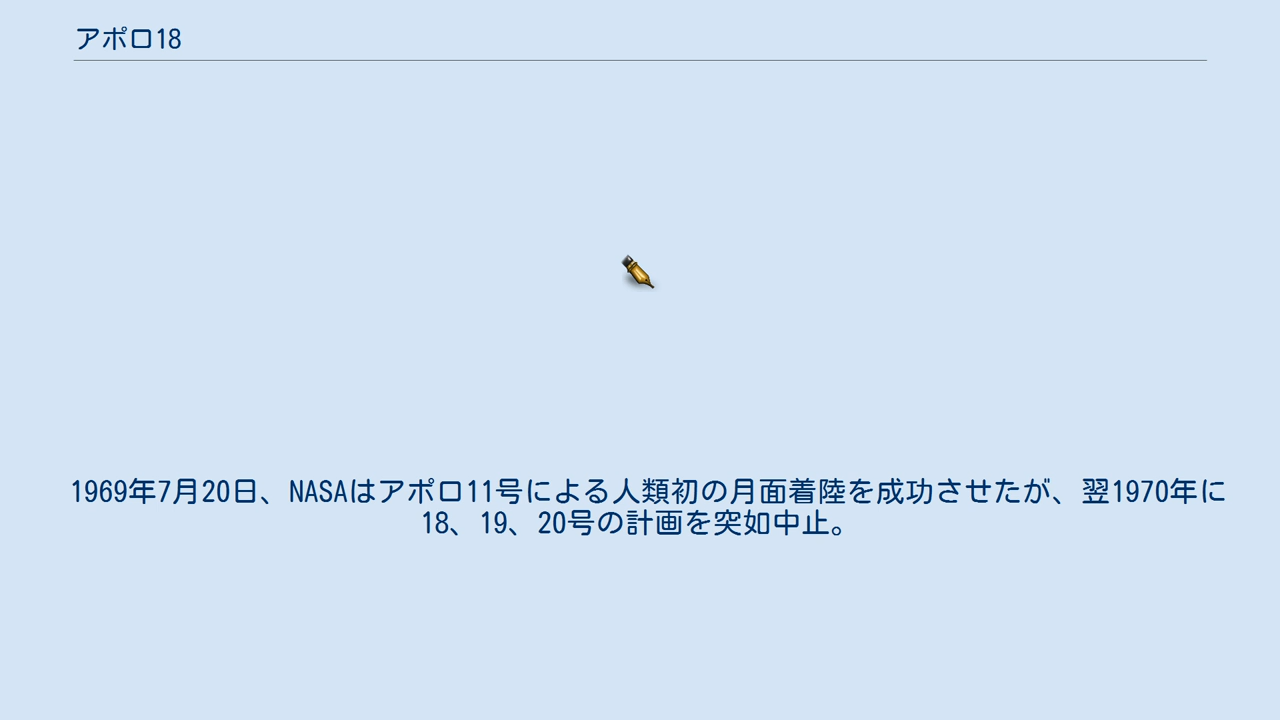 アポロ18
1969年7月20日、NASAはアポロ11号による人類初の月面着陸を成功させたが、翌1970年に
18、19、20号の計画を突如中止。